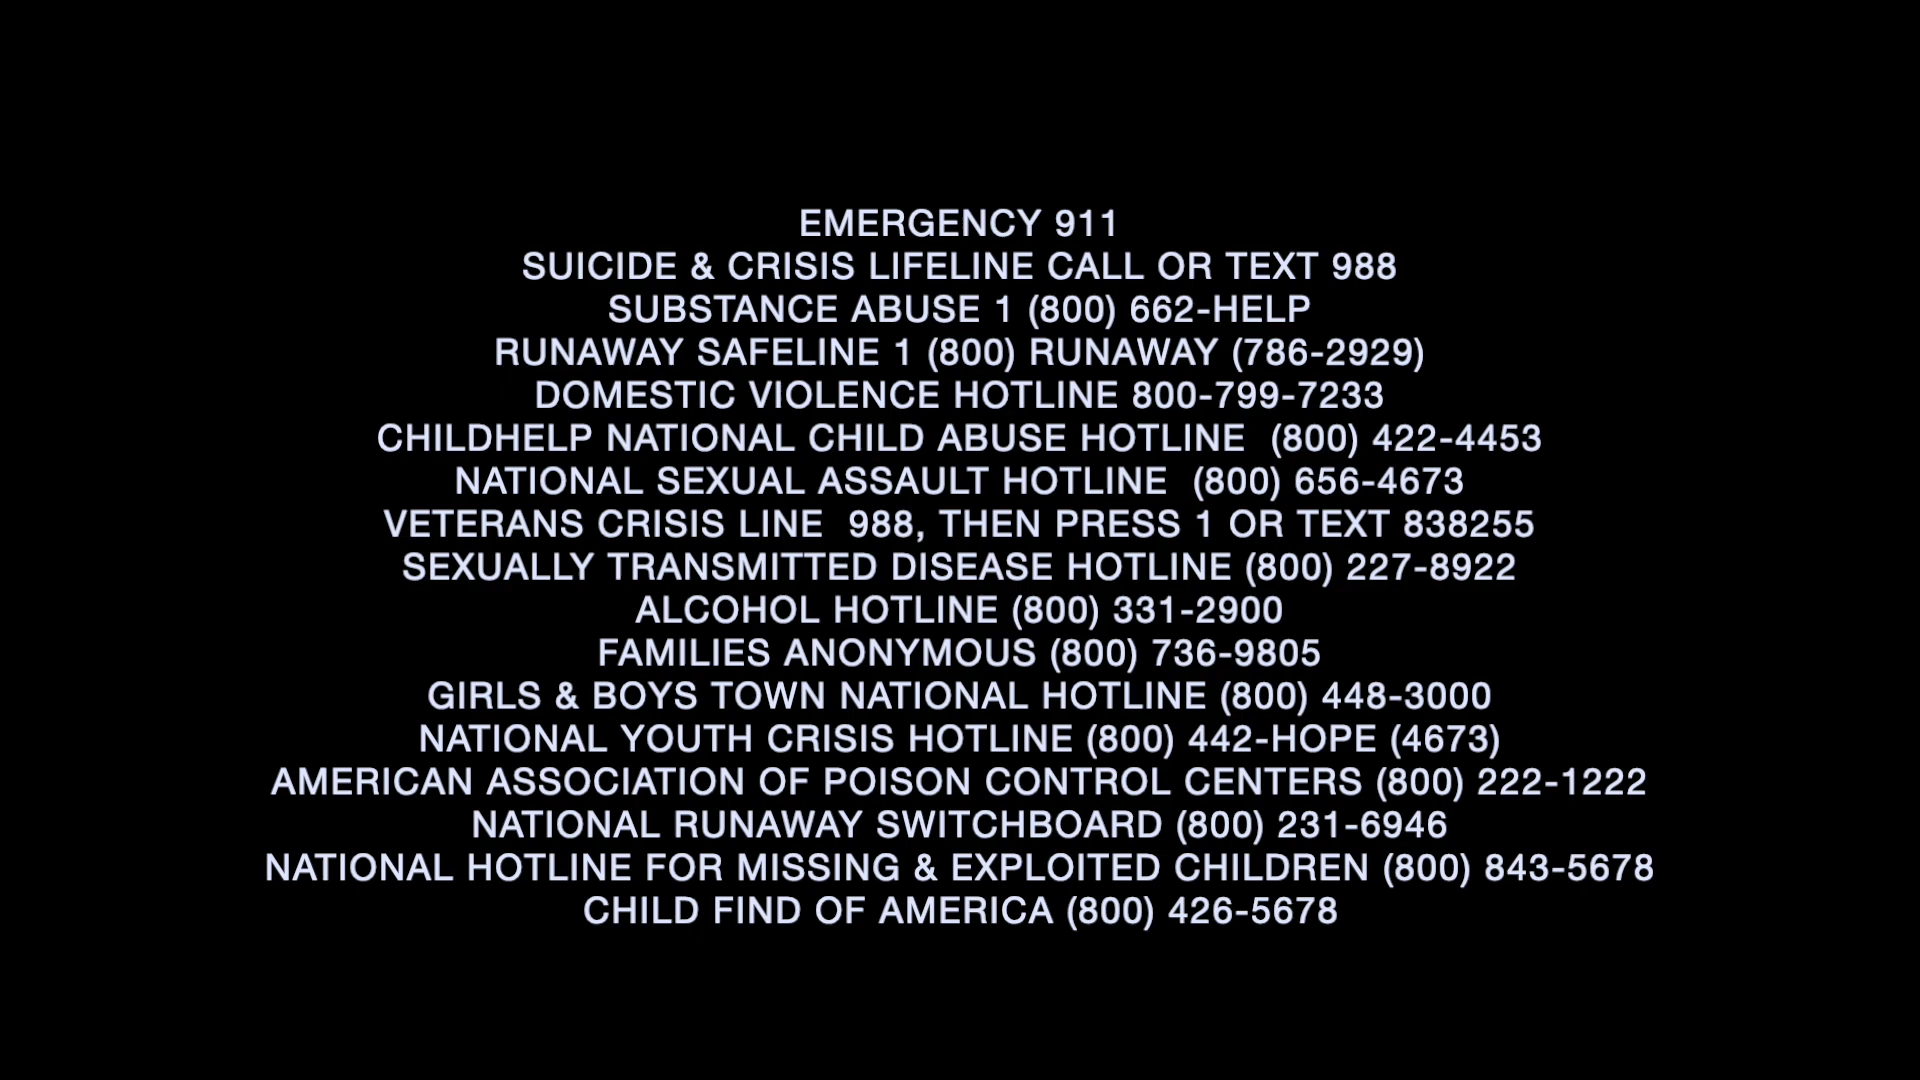 EMERGENCY 911
SUICIDE & CRISIS LIFELINE CALL OR TEXT 988
SUBSTANCE ABUSE 1 (800) 662-HELP
RUNAWAY SAFELINE 1 (800) RUNAWAY (786-2929)
DOMESTIC VIOLENCE HOTLINE 800-799-7233
CHILDHELP NATIONAL CHILD ABUSE HOTLINE  (800) 422-4453
NATIONAL SEXUAL ASSAULT HOTLINE  (800) 656-4673
VETERANS CRISIS LINE  988, THEN PRESS 1 OR TEXT 838255
SEXUALLY TRANSMITTED DISEASE HOTLINE (800) 227-8922
ALCOHOL HOTLINE (800) 331-2900
FAMILIES ANONYMOUS (800) 736-9805
GIRLS & BOYS TOWN NATIONAL HOTLINE (800) 448-3000
NATIONAL YOUTH CRISIS HOTLINE (800) 442-HOPE (4673)
AMERICAN ASSOCIATION OF POISON CONTROL CENTERS (800) 222-1222
NATIONAL RUNAWAY SWITCHBOARD (800) 231-6946
NATIONAL HOTLINE FOR MISSING & EXPLOITED CHILDREN (800) 843-5678
CHILD FIND OF AMERICA (800) 426-5678